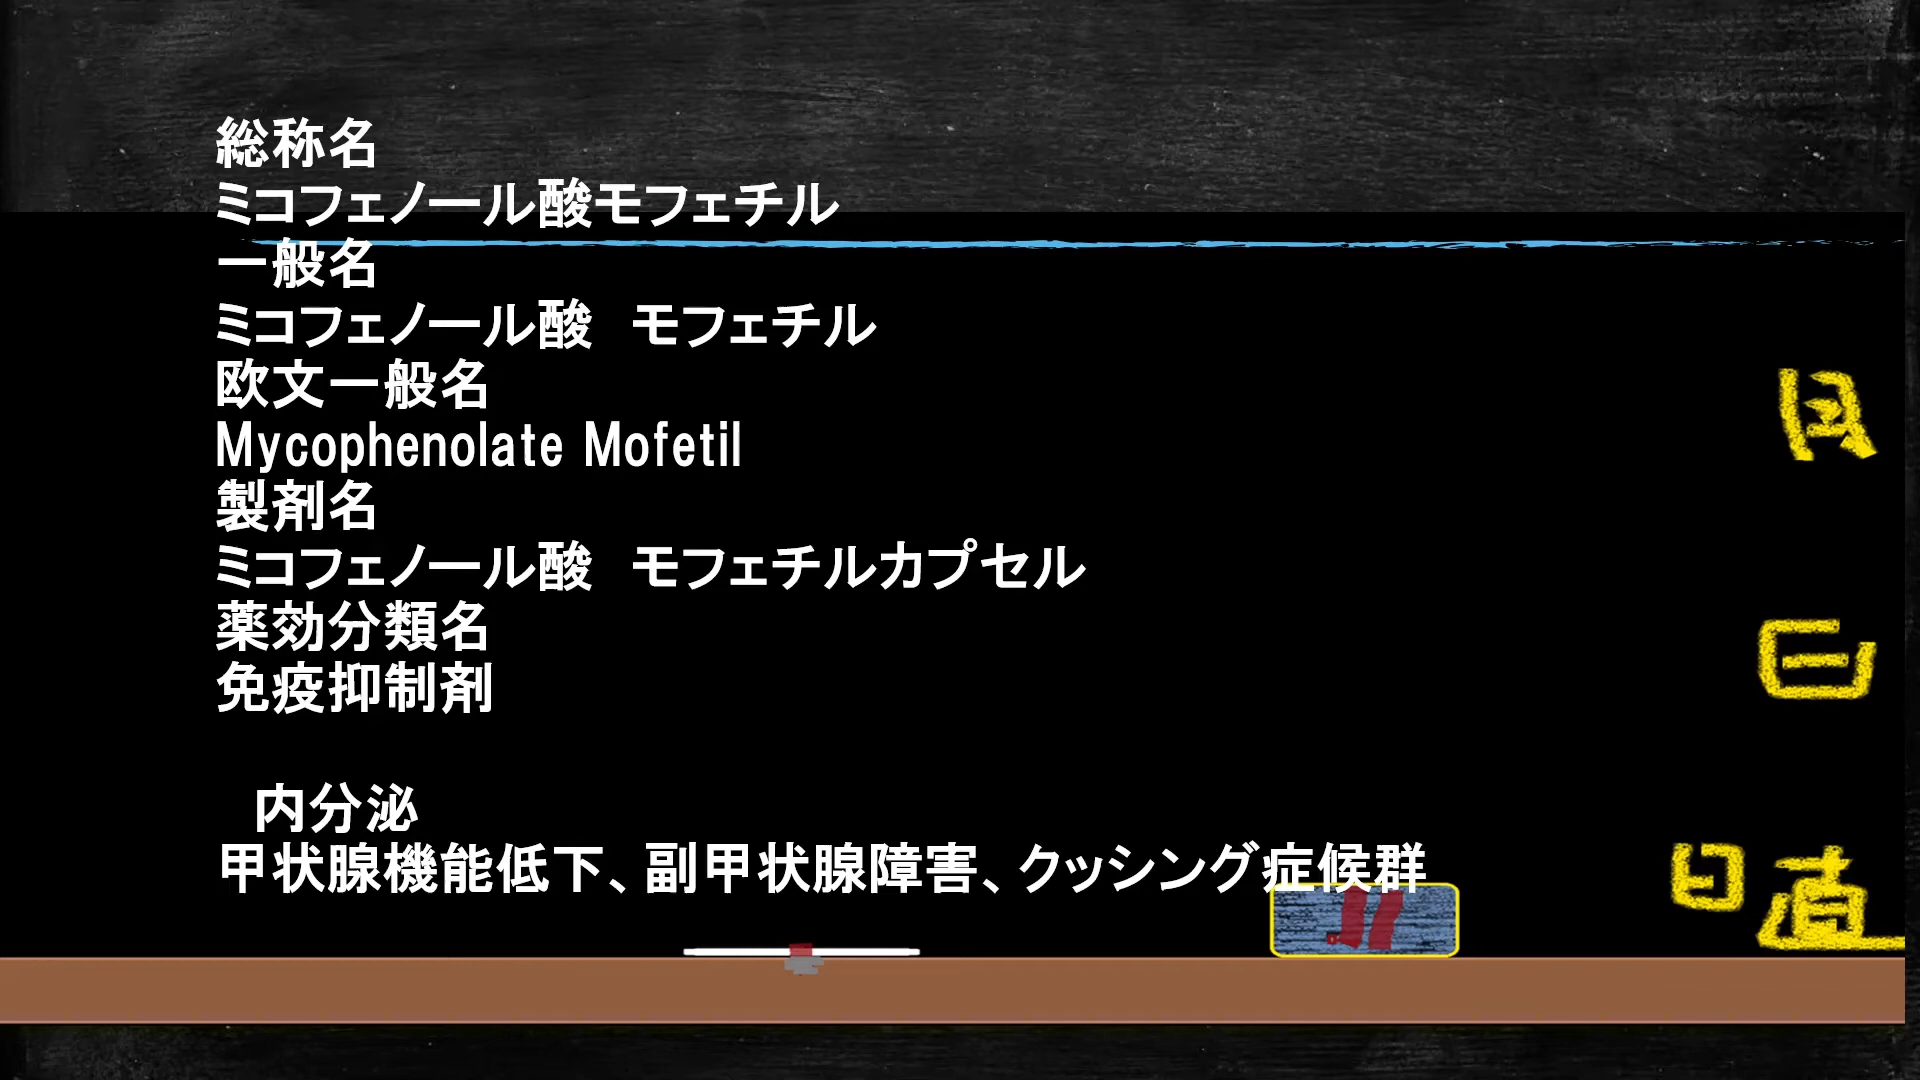 総称名
ミコフェノール酸モフェチル
一般名
ミコフェノール酸　モフェチル
欧文一般名
Mycophenolate Mofetil
製剤名
ミコフェノール酸　モフェチルカプセル
薬効分類名
免疫抑制剤
内分泌
甲状腺機能低下、副甲状腺障害、クッシング症候群
月
日
日直